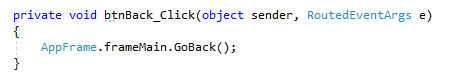 private void btnBack_Click(object sender, RoutedEventArgs e)
{
    AppFrame.frameMain.GoBack();
}